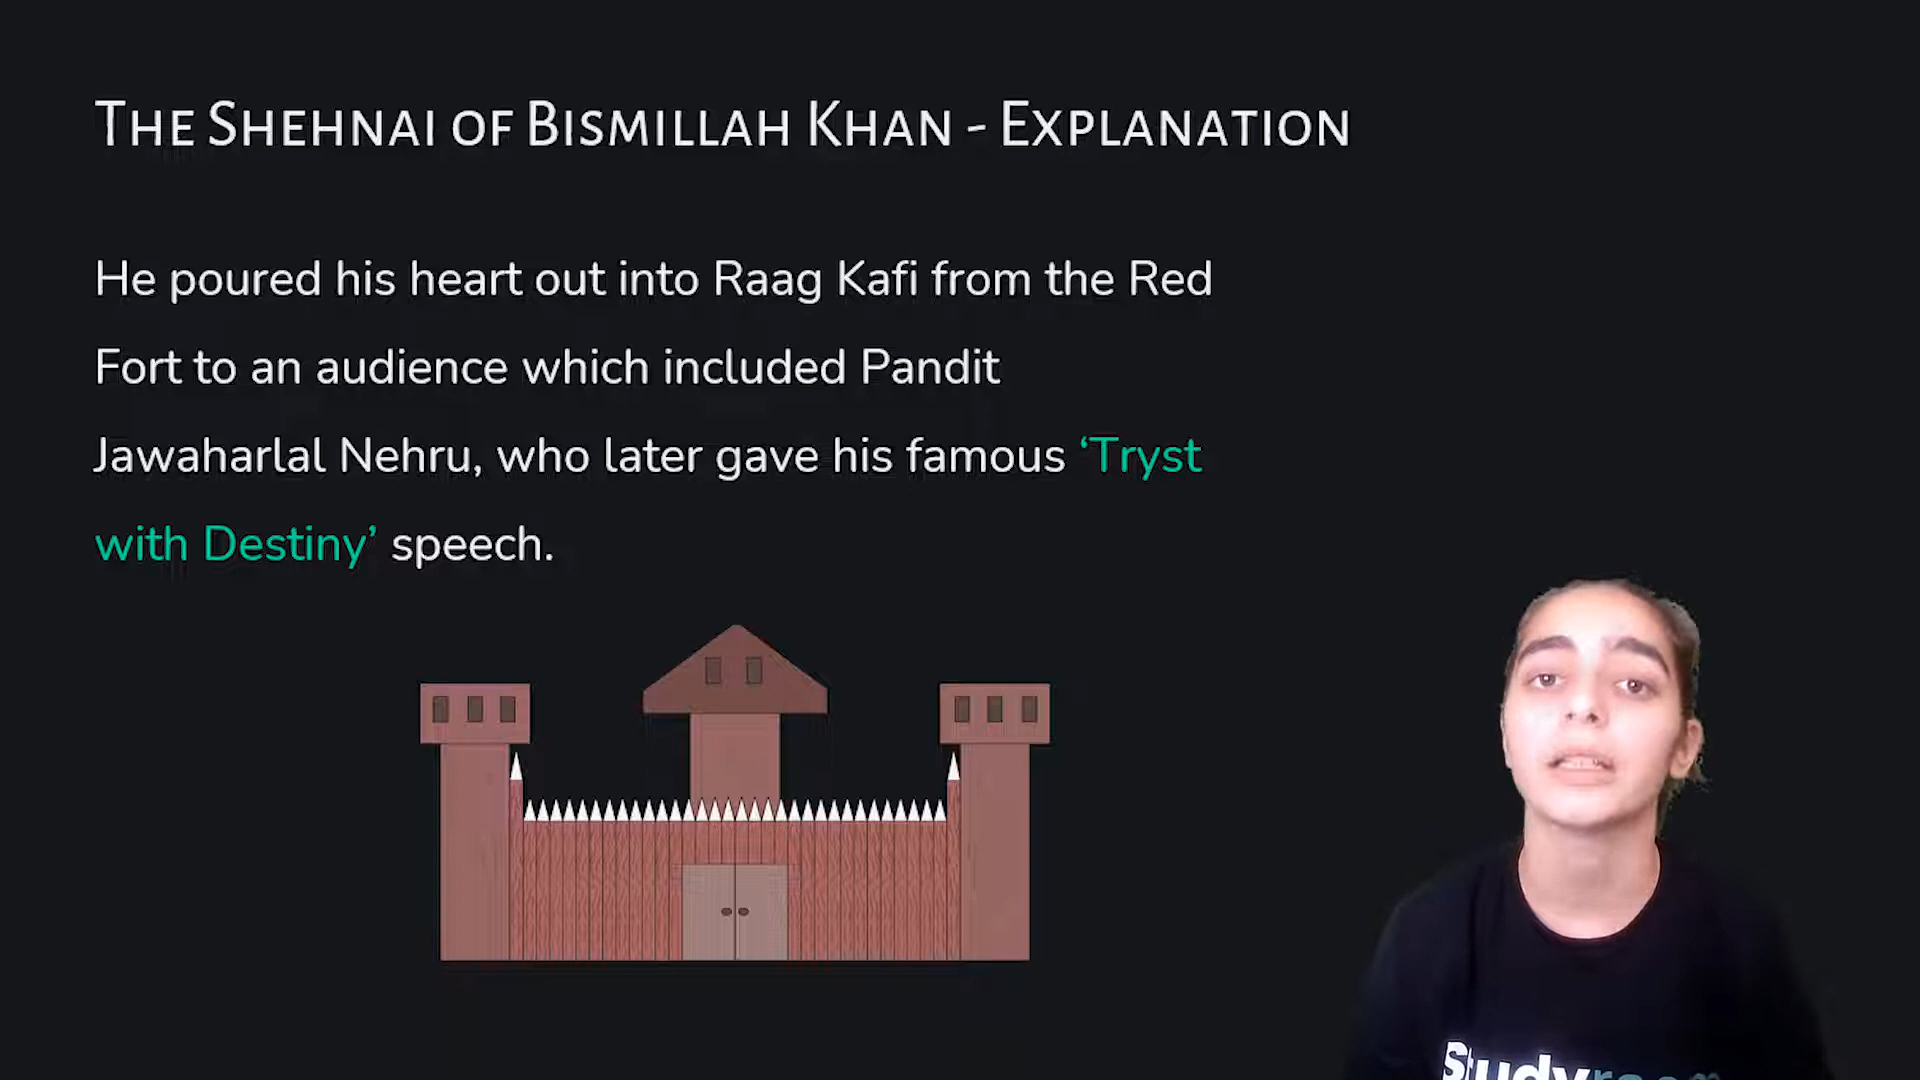 The Shehnai of Bismillah Khan - Explanation
He poured his heart out into Raag Kafi from the Red
Fort to an audience which included Pandit
Jawaharlal Nehru, who later gave his famous ‘Tryst
with Destiny’ speech.
Studyroom